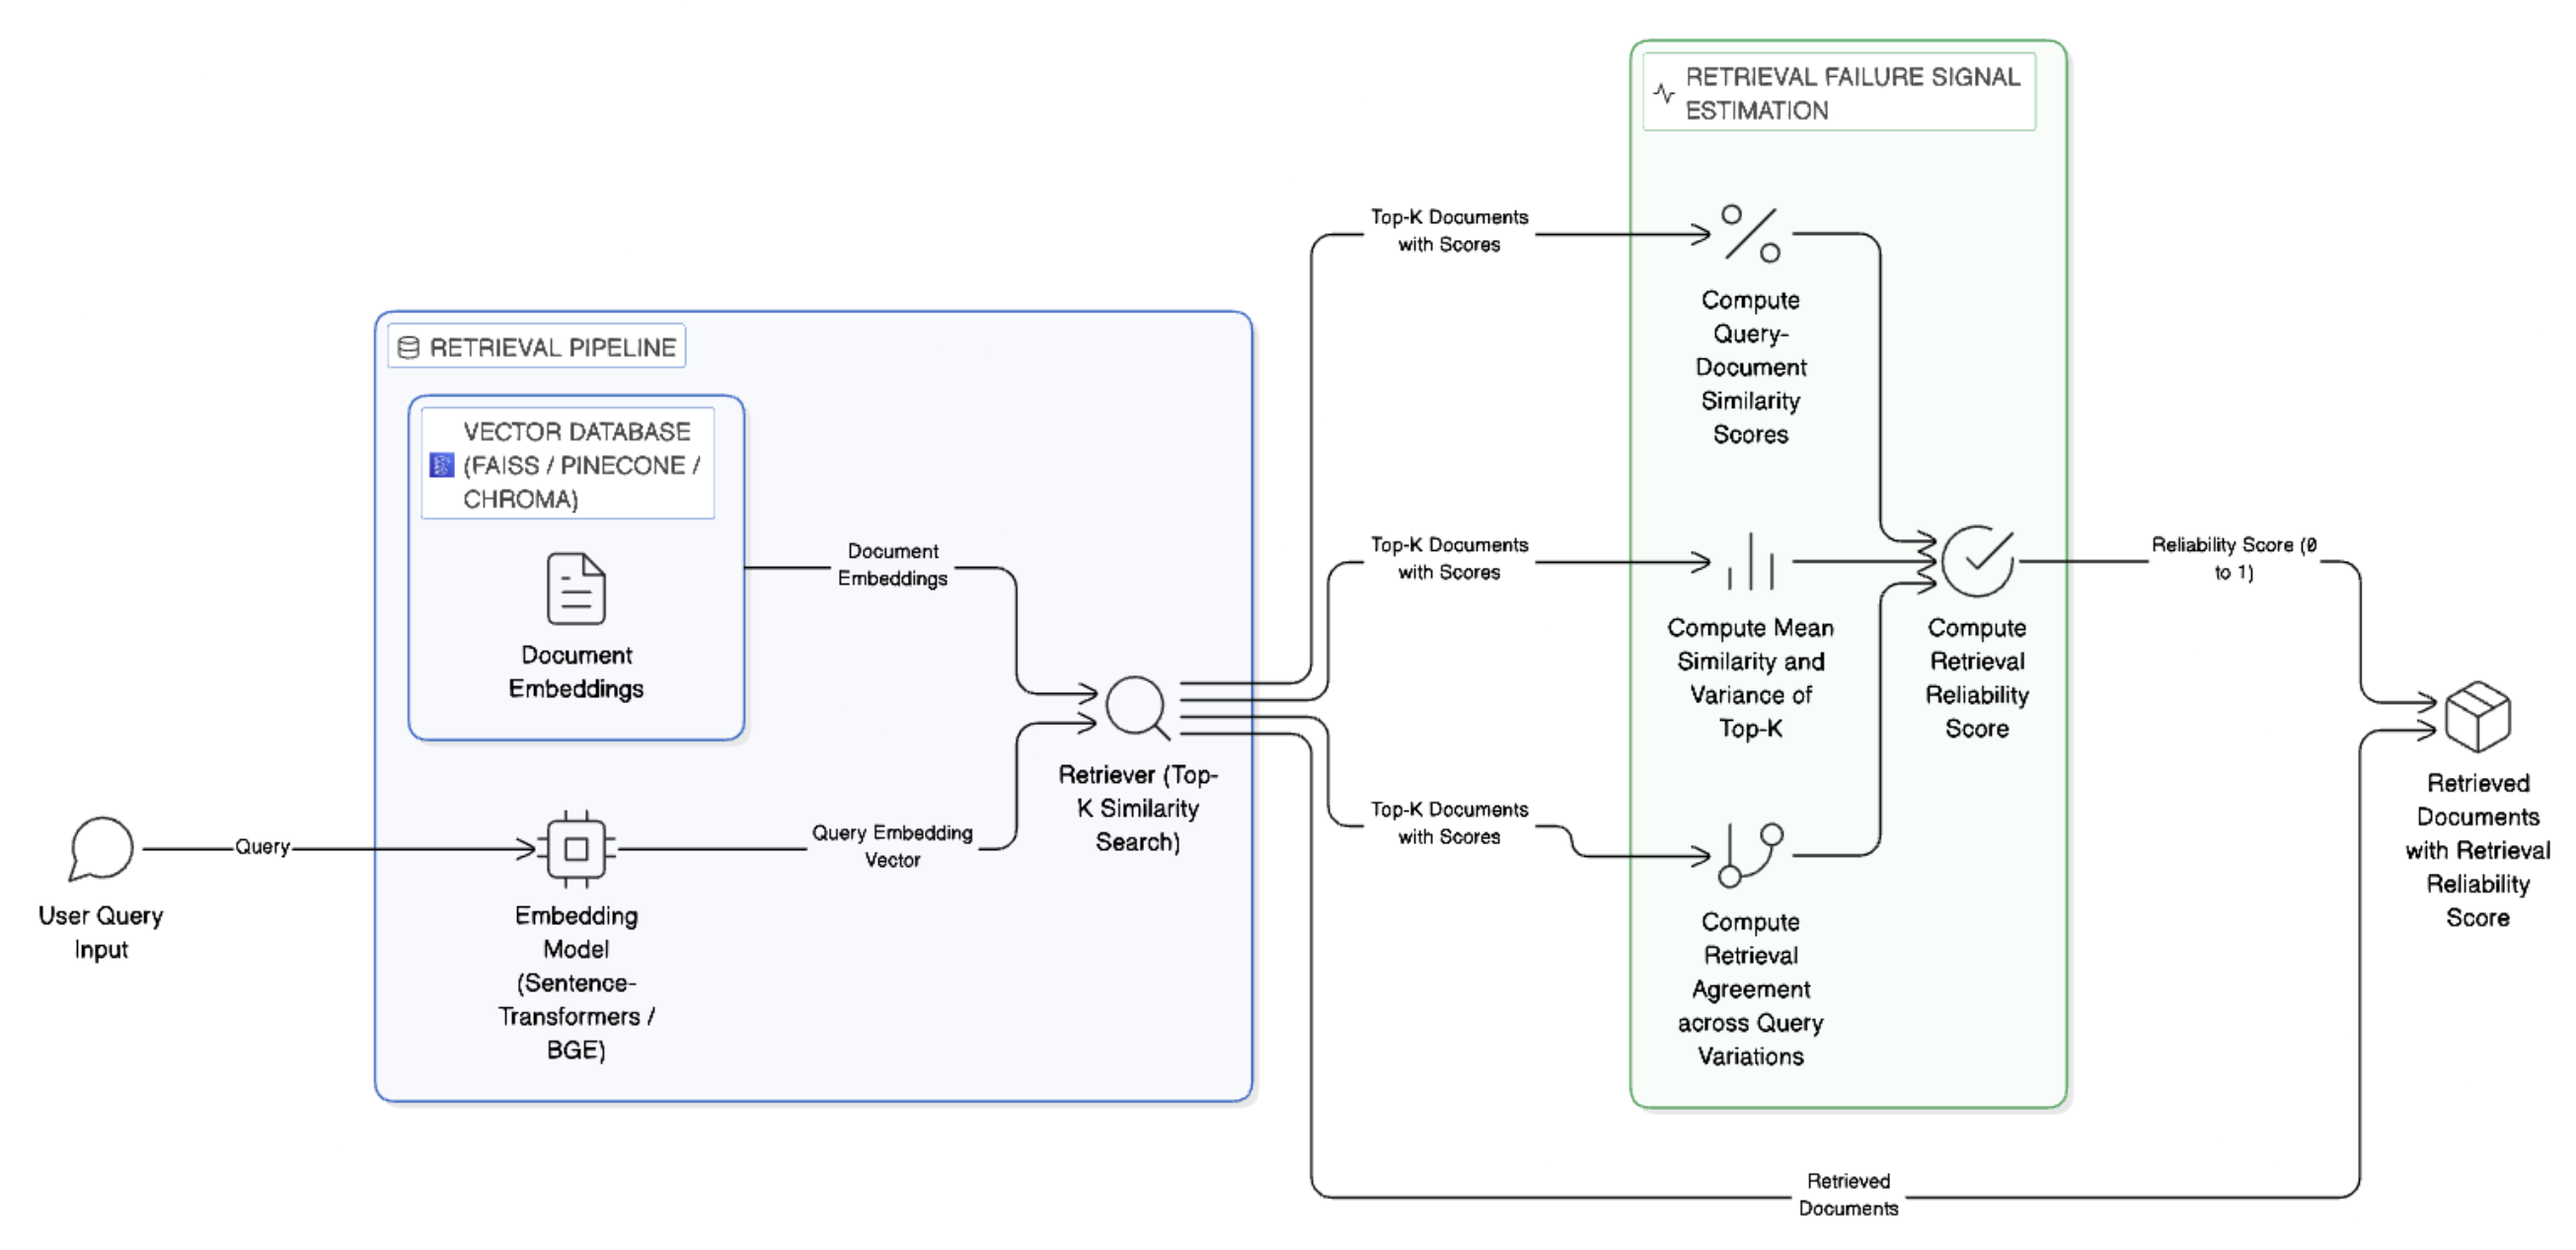 RETRIEVAL FAILURE SIGNAL
ESTIMATION
Top-K Documents
with Scores
Compute
Query-
Document
Similarity
Scores
RETRIEVAL PIPELINE
VECTOR DATABASE
(FAISS / PINECONE /
CHROMA)
Document
Embeddings
Document
Embeddings
Top-K Documents
with Scores
Compute Mean
Similarity and
Variance of
Top-K
Compute
Retrieval
Reliability
Score
Reliability Score (0
to 1)
User Query
Input
Query
Embedding
Model
(Sentence-
Transformers /
BGE)
Query Embedding
Vector
Retriever (Top-
K Similarity
Search)
Top-K Documents
with Scores
Compute
Retrieval
Agreement
across Query
Variations
Retrieved
Documents
with Retrieval
Reliability
Score
Retrieved
Documents